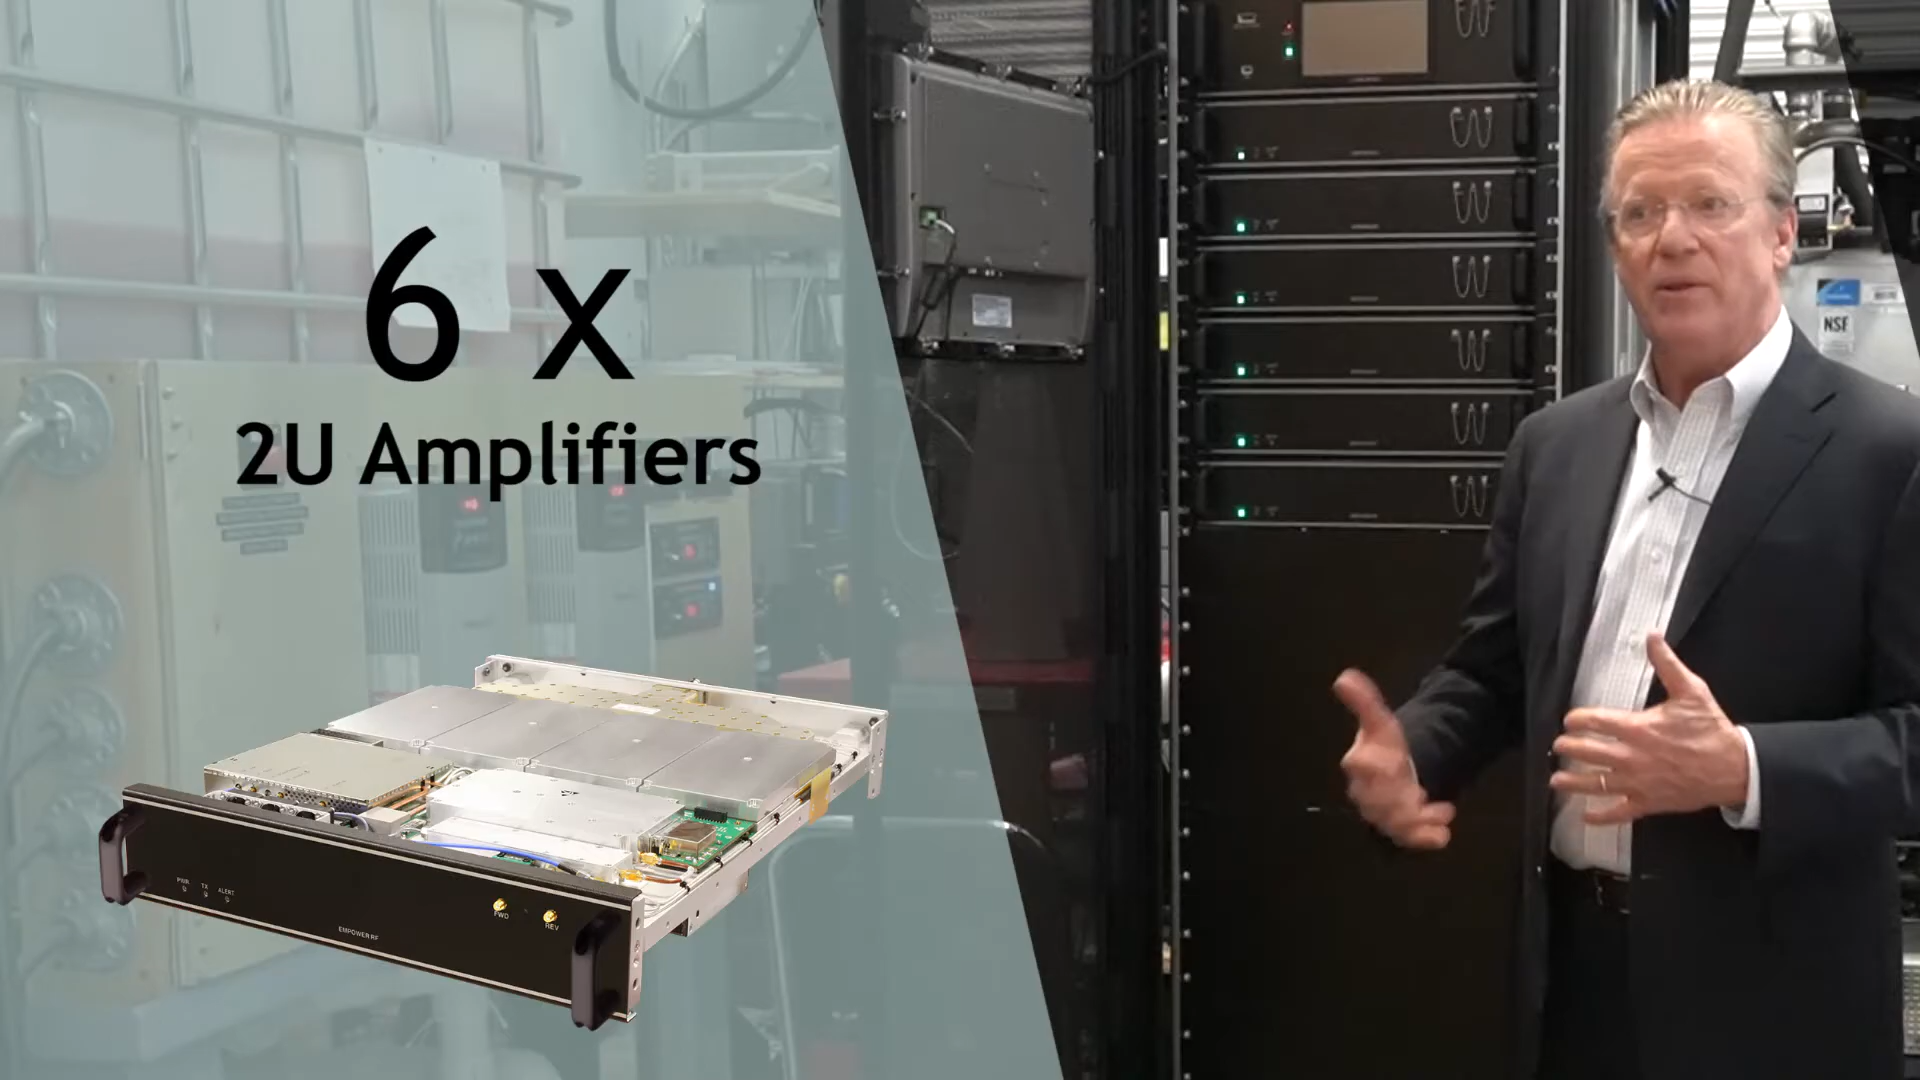 6 x
2U Amplifiers
PWR
TX
ALERT
FWD
REV
EMPOWER RF
NSF